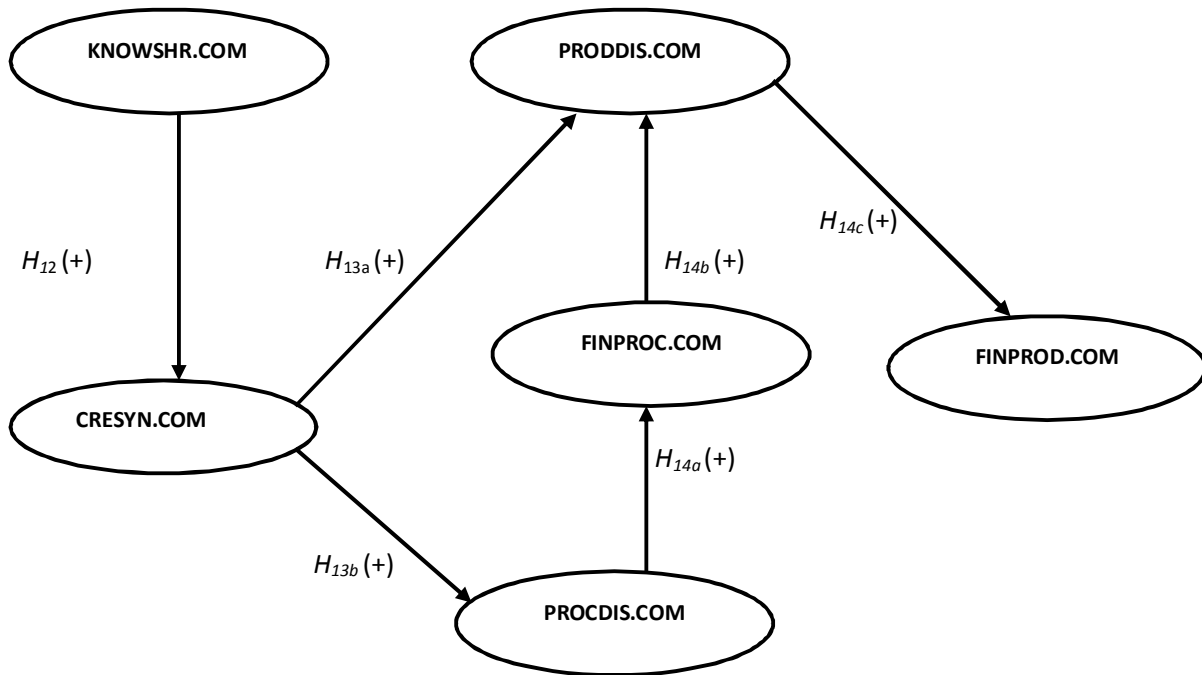 KNOWSHR.COM
PRODDIS.COM
H12 (+)
H13a (+)
H14b (+)
H14c (+)
FINPROC.COM
FINPROD.COM
CRESYN.COM
H14a (+)
H13b (+)
PROCDIS.COM